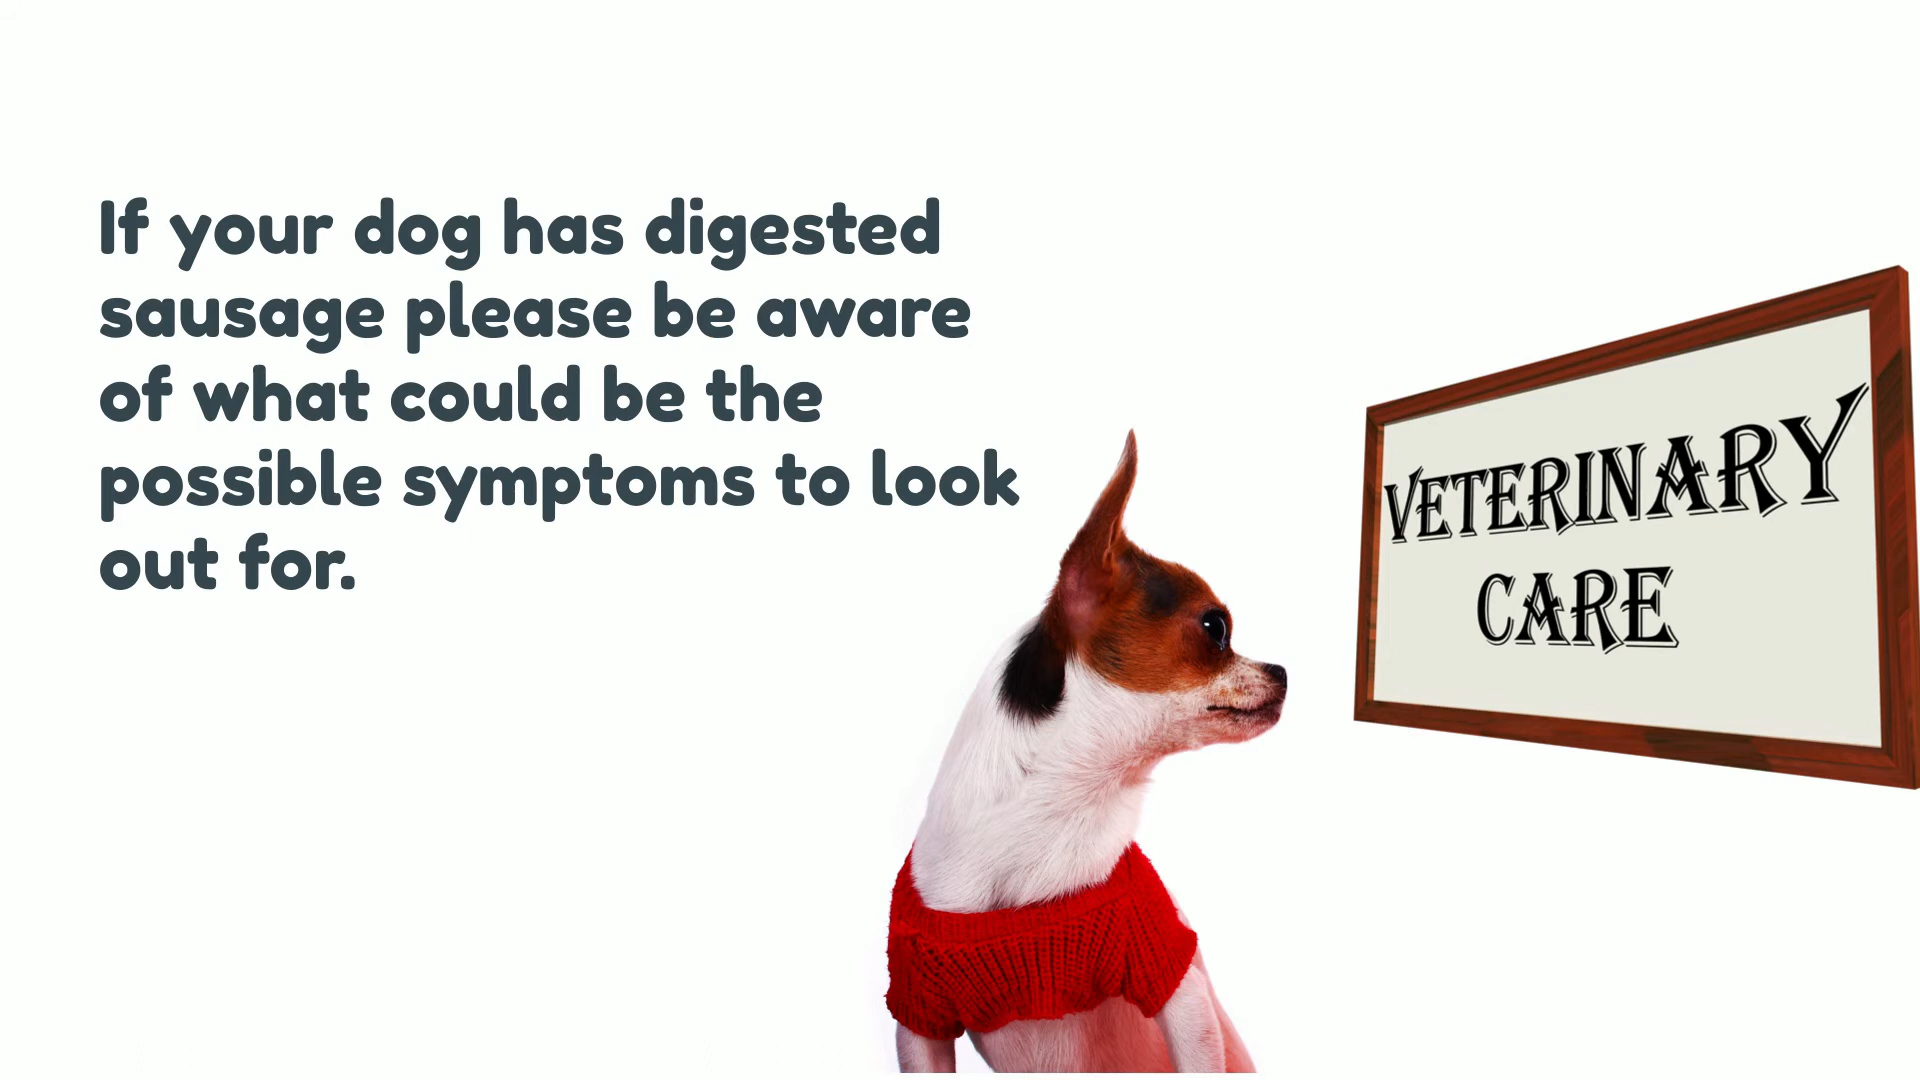 If your dog has digested
sausage please be aware
of what could be the
possible symptoms to look
out for.
VETERINARY
CARE